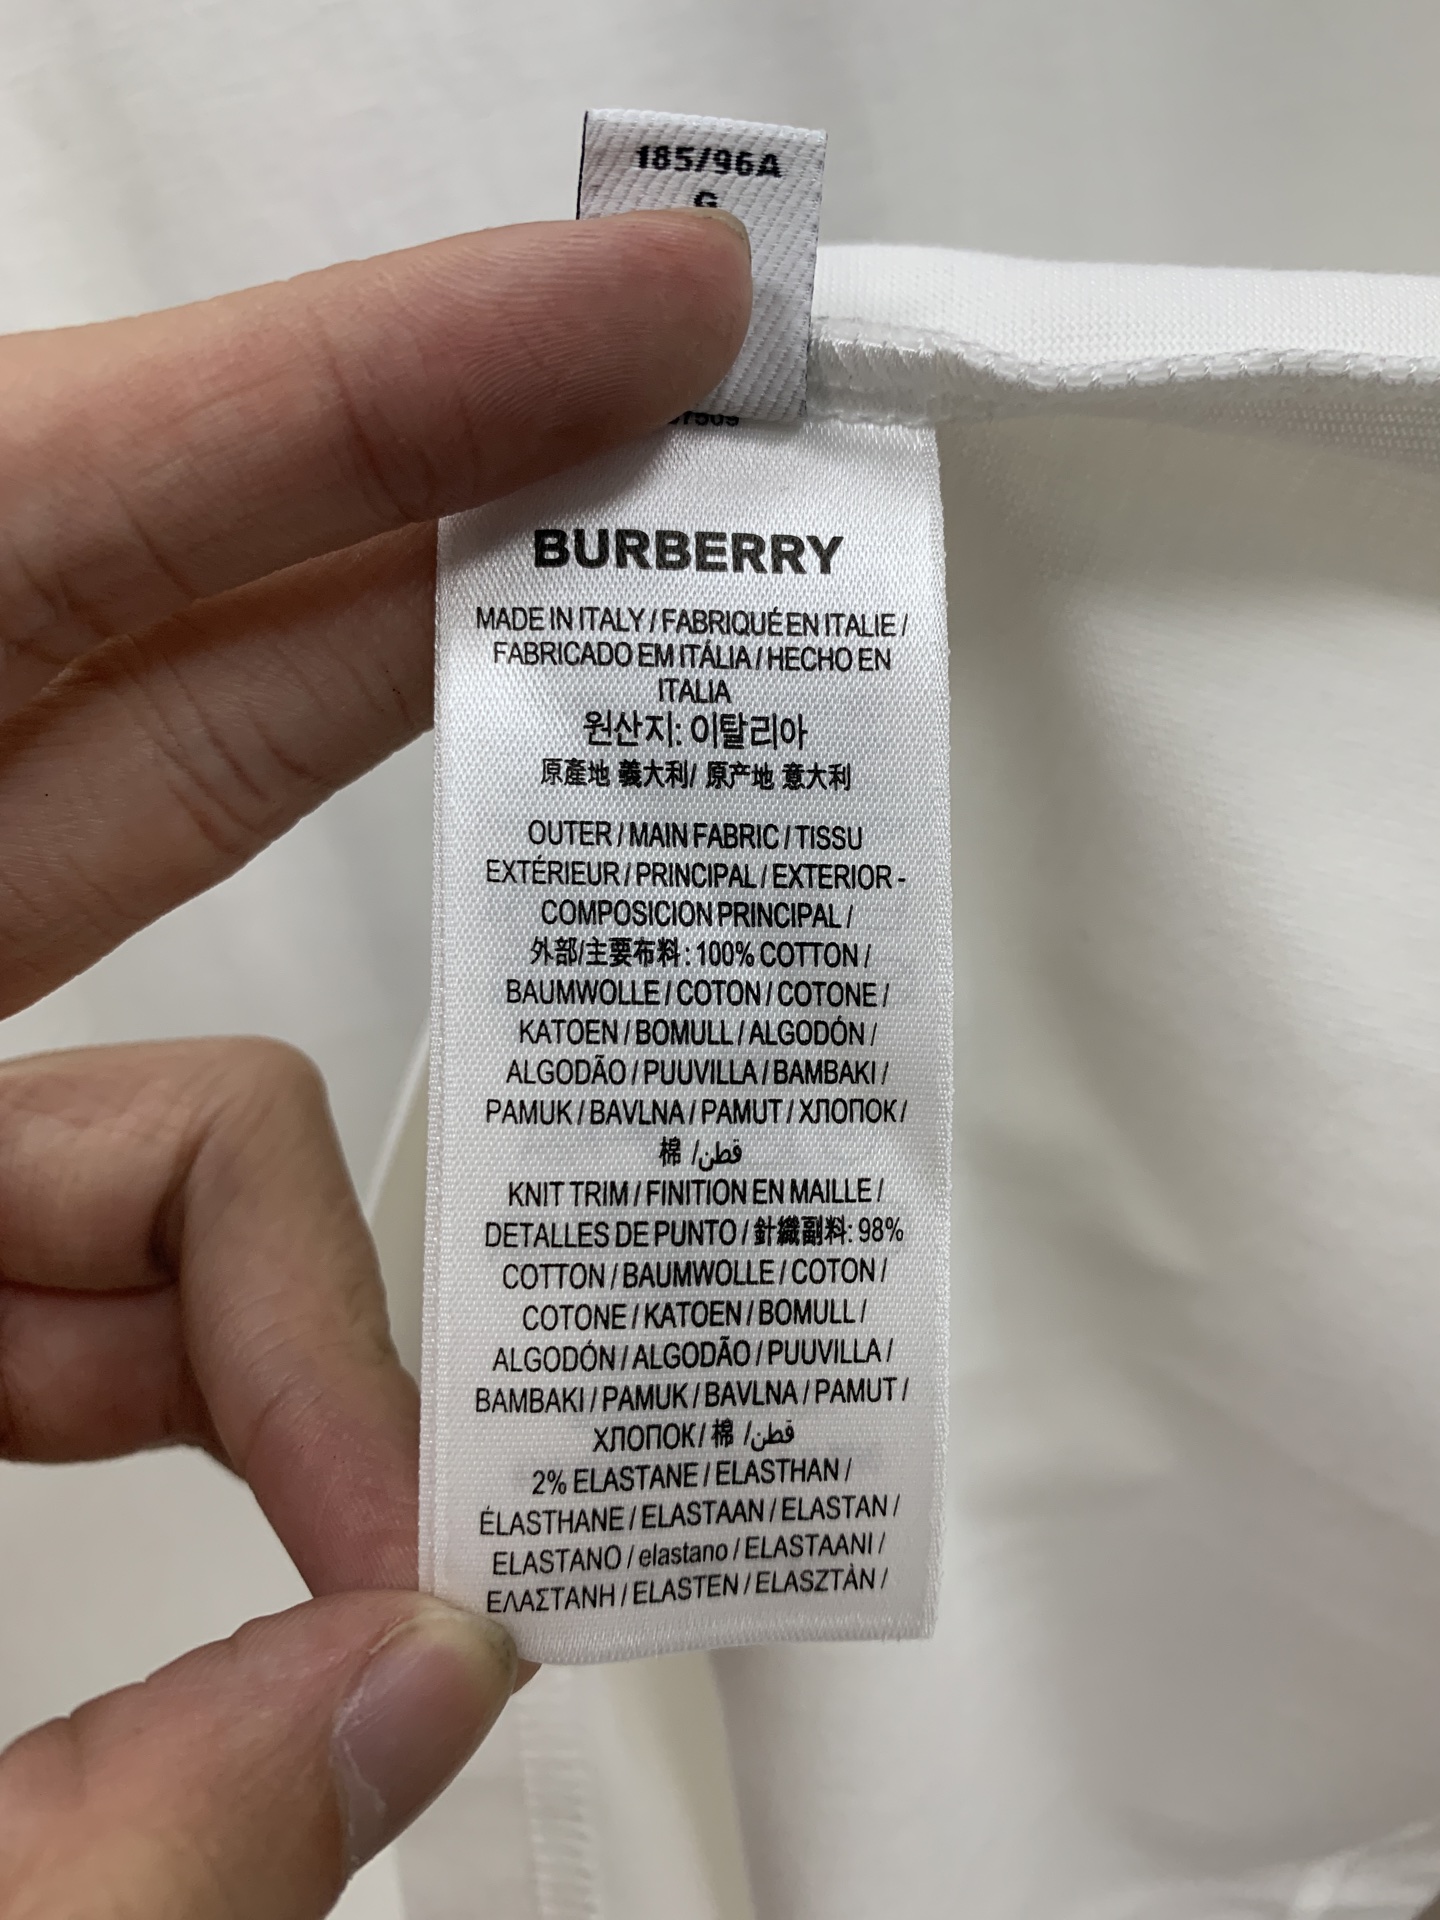 185/96A
G
07509
BURBERRY
MADE IN ITALY / FABRIQUÉ EN ITALIE /
FABRICADO EM ITÁLIA / HECHO EN
ITALIA
원산지: 이탈리아
原產地 義大利/ 原产地 意大利
OUTER / MAIN FABRIC / TISSU
EXTÉRIEUR / PRINCIPAL / EXTERIOR -
COMPOSICION PRINCIPAL /
外部/主要布料: 100% COTTON /
BAUMWOLLE / COTON / COTONE /
KATOEN / BOMULL / ALGODÓN /
ALGODÃO / PUUVILLA / BAMBAKI /
PAMUK / BAVLNA / PAMUT / ХЛОПОК /
棉 /قطن
KNIT TRIM / FINITION EN MAILLE /
DETALLES DE PUNTO / 針織副料: 98%
COTTON / BAUMWOLLE / COTON /
COTONE / KATOEN / BOMULL /
ALGODÓN / ALGODÃO / PUUVILLA /
BAMBAKI / PAMUK / BAVLNA / PAMUT /
ХЛОПОК/ 棉 /قطن
2% ELASTANE / ELASTHAN /
ÉLASTHANE / ELASTAAN / ELASTAN /
ELASTANO / elastano / ELASTAANI /
ΕΛΑΣΤΑΝΗ / ELASTEN / ELASZTÀN /